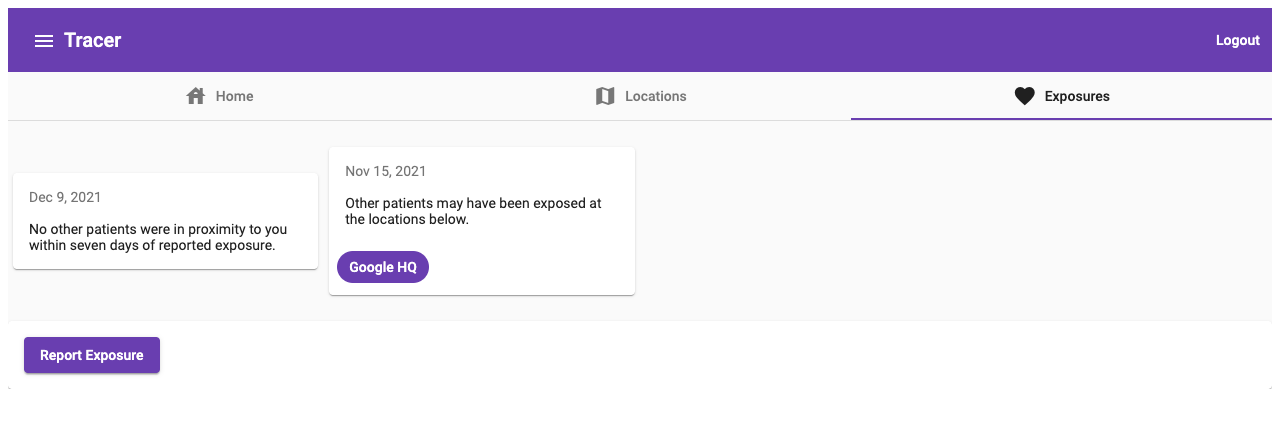 Tracer
Logout
Home
Locations
Exposures
Dec 9, 2021
No other patients were in proximity to you
within seven days of reported exposure.
Nov 15, 2021
Other patients may have been exposed at
the locations below.
Google HQ
Report Exposure